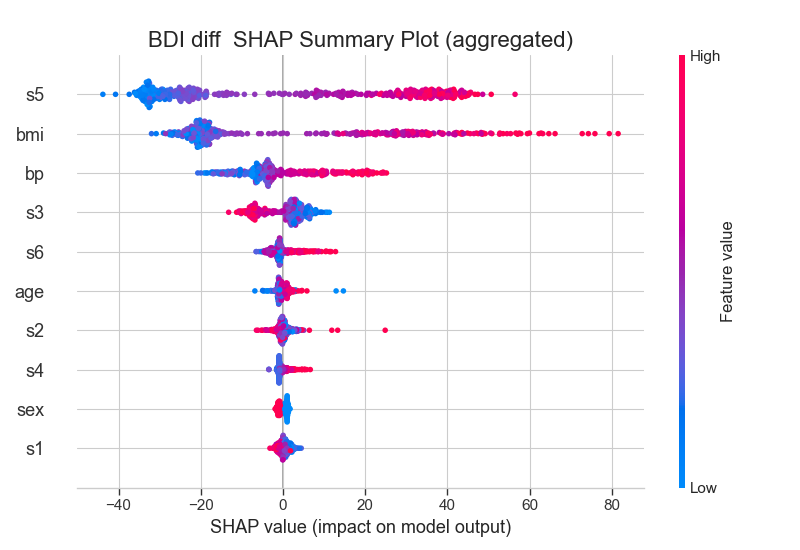 BDI diff  SHAP Summary Plot (aggregated)
High
s5
bmi
bp
s3
s6
age
s2
s4
sex
s1
Feature value
Low
−40 −20 0 20 40 60 80
SHAP value (impact on model output)